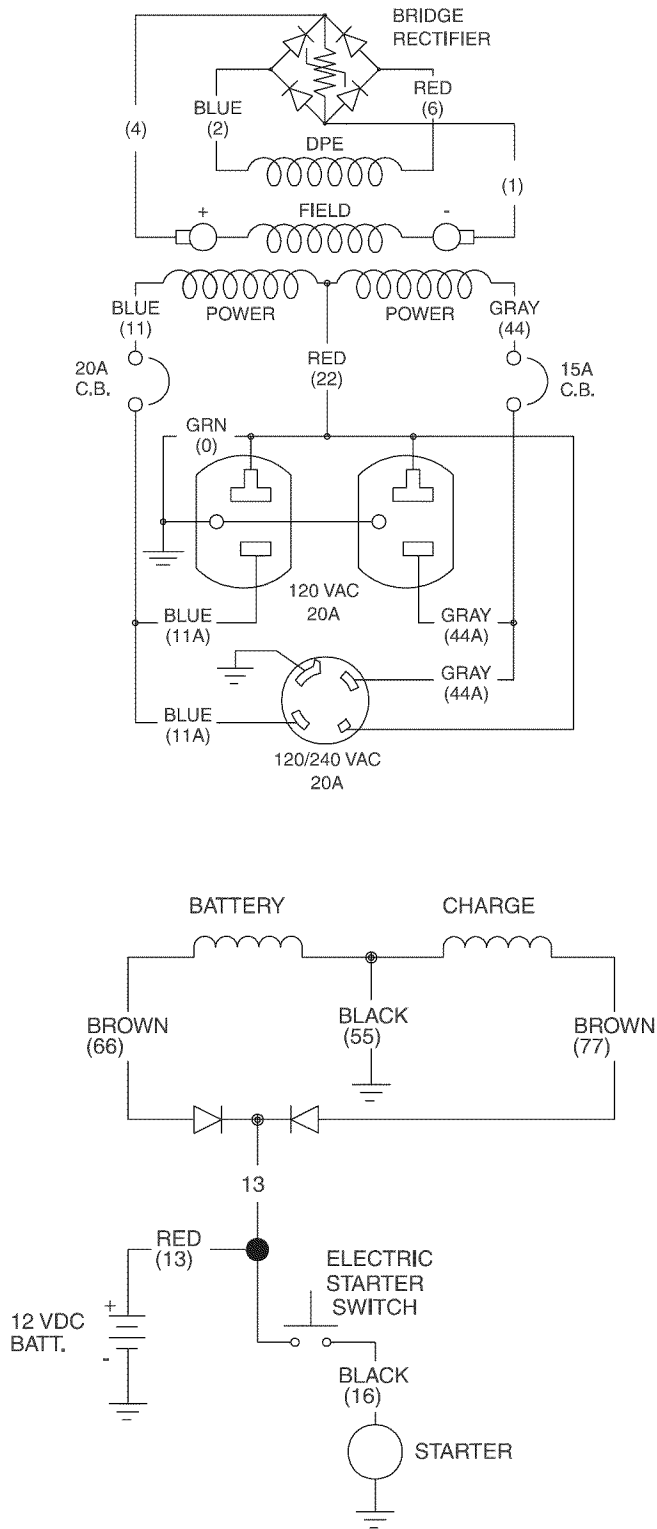 BRIDGE
RECTIFIER
BLUE
(2)
RED
(6)
(4)
DPE
(1)
+
FIELD
-
BLUE
(11)
POWER
POWER
GRAY
(44)
20A
C.B.
RED
(22)
15A
C.B.
GRN
(0)
120 VAC
20A
BLUE
(11A)
GRAY
(44A)
GRAY
(44A)
BLUE
(11A)
120/240 VAC
20A
BATTERY
CHARGE
BROWN
(66)
BLACK
(55)
BROWN
(77)
13
RED
(13)
ELECTRIC
STARTER
SWITCH
+
12 VDC
BATT.
-
BLACK
(16)
STARTER